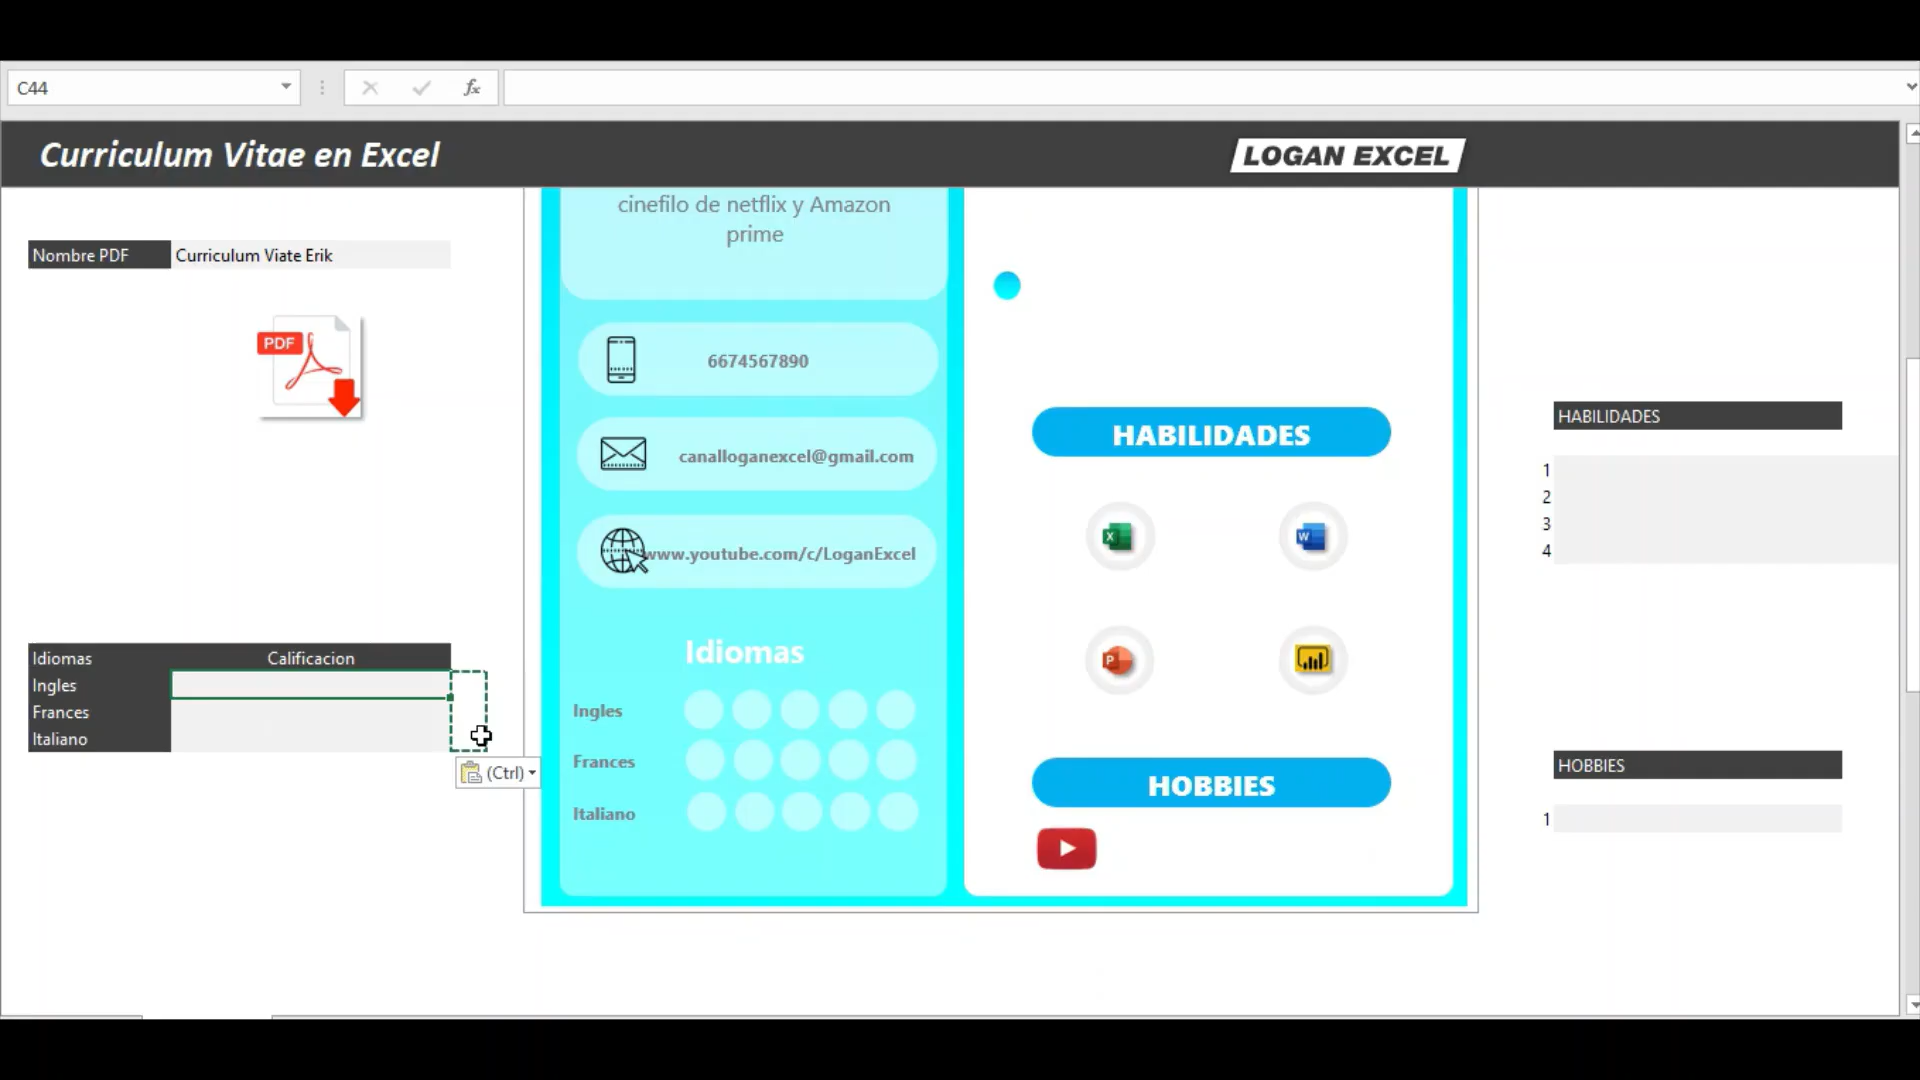 C44
fx
Curriculum Vitae en Excel
LOGAN EXCEL
cinefilo de netflix y Amazon
prime
Nombre PDF
Curriculum Viate Erik
PDF
6674567890
canalloganexcel@gmail.com
www.youtube.com/c/LoganExcel
HABILIDADES
X
W
P
HABILIDADES
1
2
3
4
Idiomas
Calificacion
Ingles
Frances
Italiano
(Ctrl)
Idiomas
Ingles
Frances
Italiano
HOBBIES
HOBBIES
1